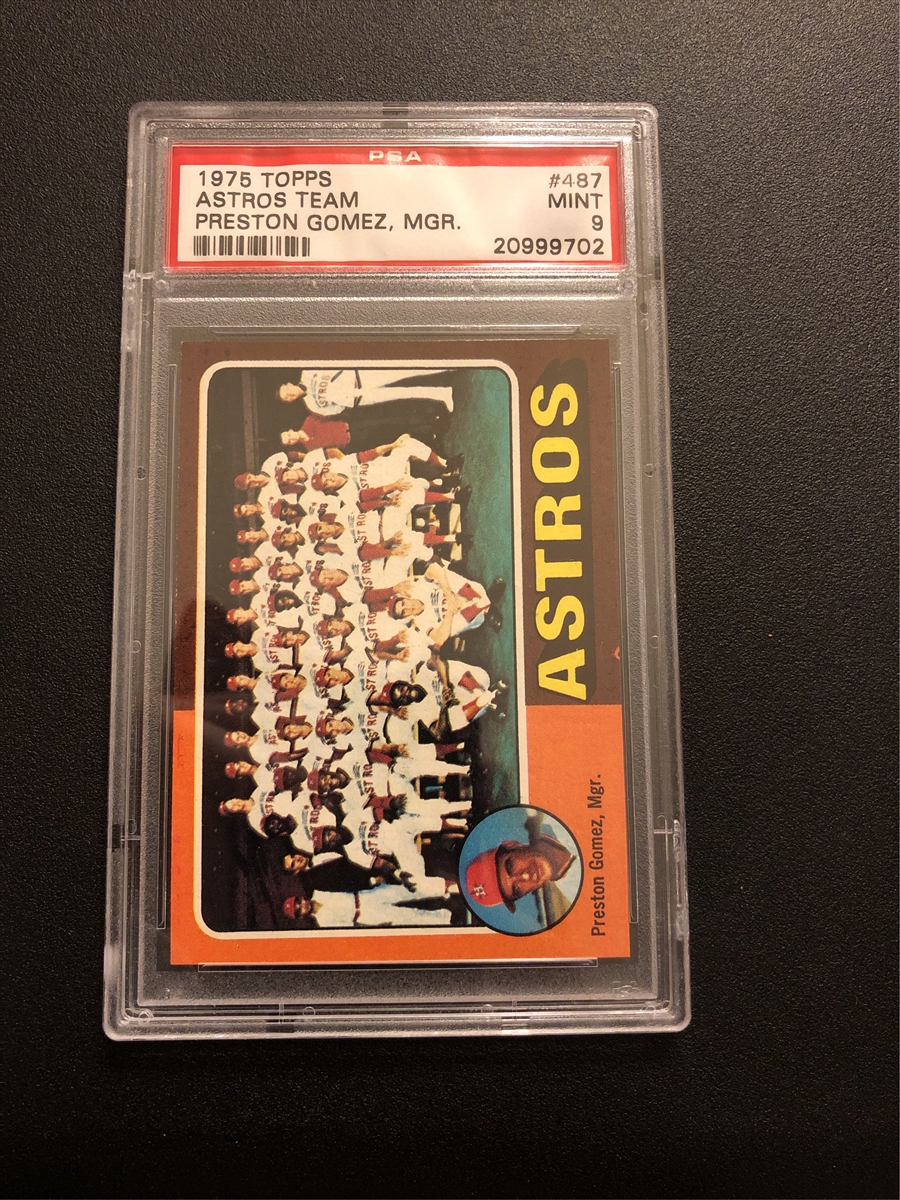 PSA
1975 TOPPS #487
ASTROS TEAM MINT
PRESTON GOMEZ, MGR. 9
20999702
ASTROS
Preston Gomez, Mgr.